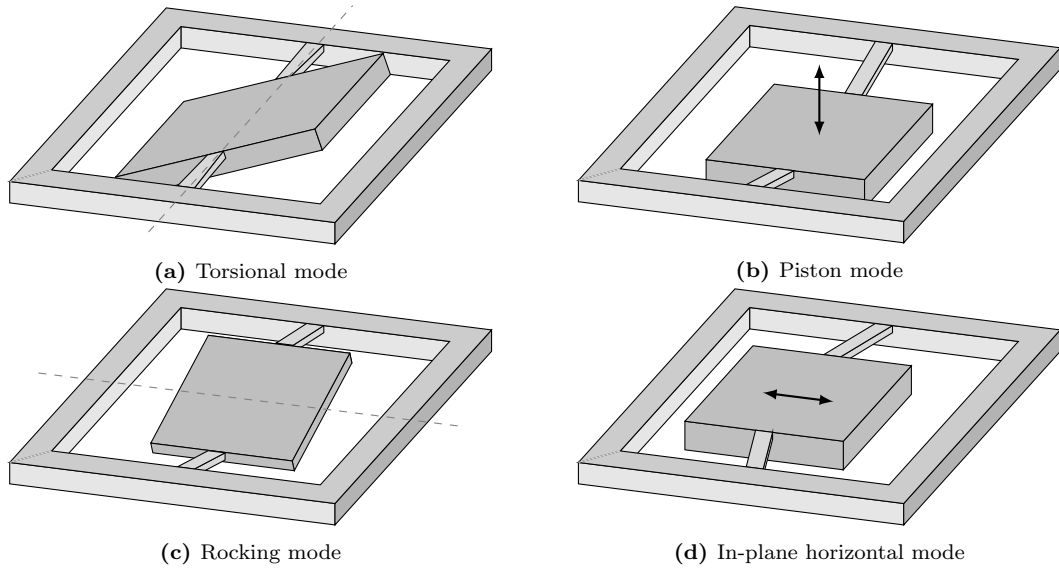 (a) Torsional mode
(b) Piston mode
(c) Rocking mode
(d) In-plane horizontal mode